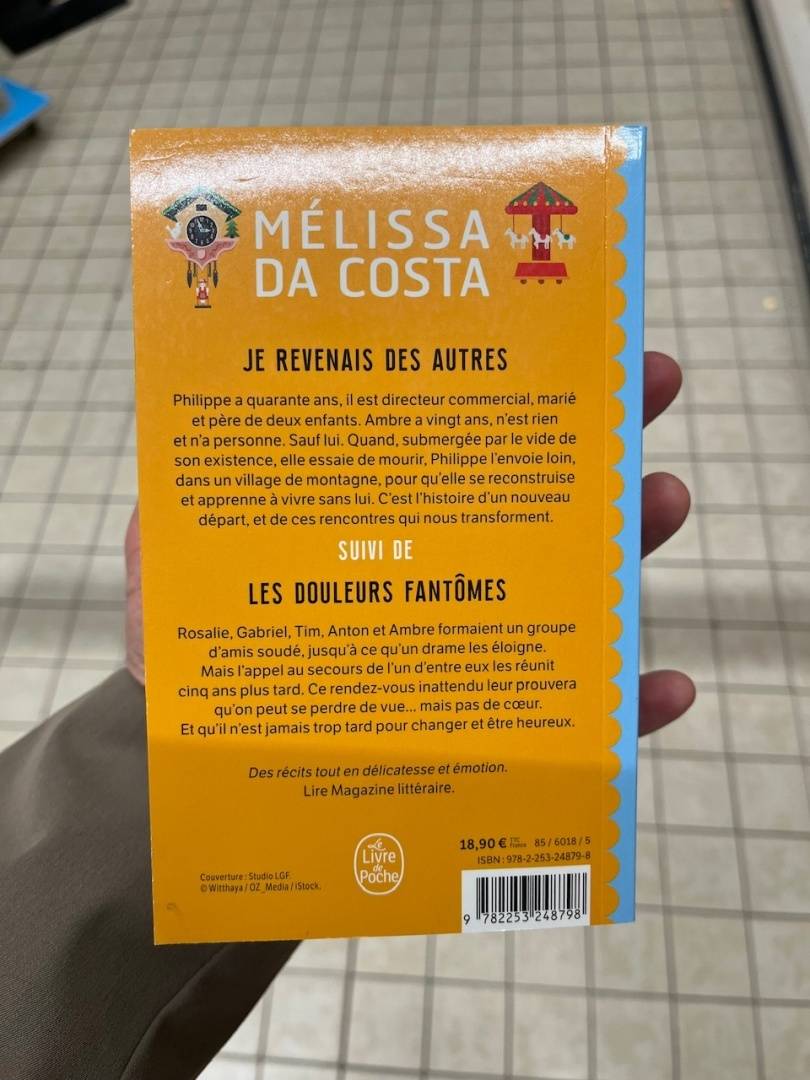 MÉLISSA
DA COSTA
JE REVENAIS DES AUTRES
Philippe a quarante ans, il est directeur commercial, marié
et père de deux enfants. Ambre a vingt ans, n'est rien
et n'a personne. Sauf lui. Quand, submergée par le vide de
son existence, elle essaie de mourir, Philippe l'envoie loin,
dans un village de montagne, pour qu'elle se reconstruise
et apprenne à vivre sans lui. C'est l'histoire d'un nouveau
départ, et de ces rencontres qui nous transforment.
SUIVI DE
LES DOULEURS FANTÔMES
Rosalie, Gabriel, Tim, Anton et Ambre formaient un groupe
d'amis soudé, jusqu'à ce qu'un drame les éloigne.
Mais l'appel au secours de l'un d'entre eux les réunit
cinq ans plus tard. Ce rendez-vous inattendu leur prouvera
qu'on peut se perdre de vue... mais pas de cœur.
Et qu'il n'est jamais trop tard pour changer et être heureux.
Des récits tout en délicatesse et émotion.
Lire Magazine littéraire.
Couverture : Studio LGF.
© Witthaya / OZ_Media / iStock.
Le
Livre
de
Poche
18,90 € TTC France 85 / 6018 / 5
ISBN : 978-2-253-24879-8
9 782253 248798